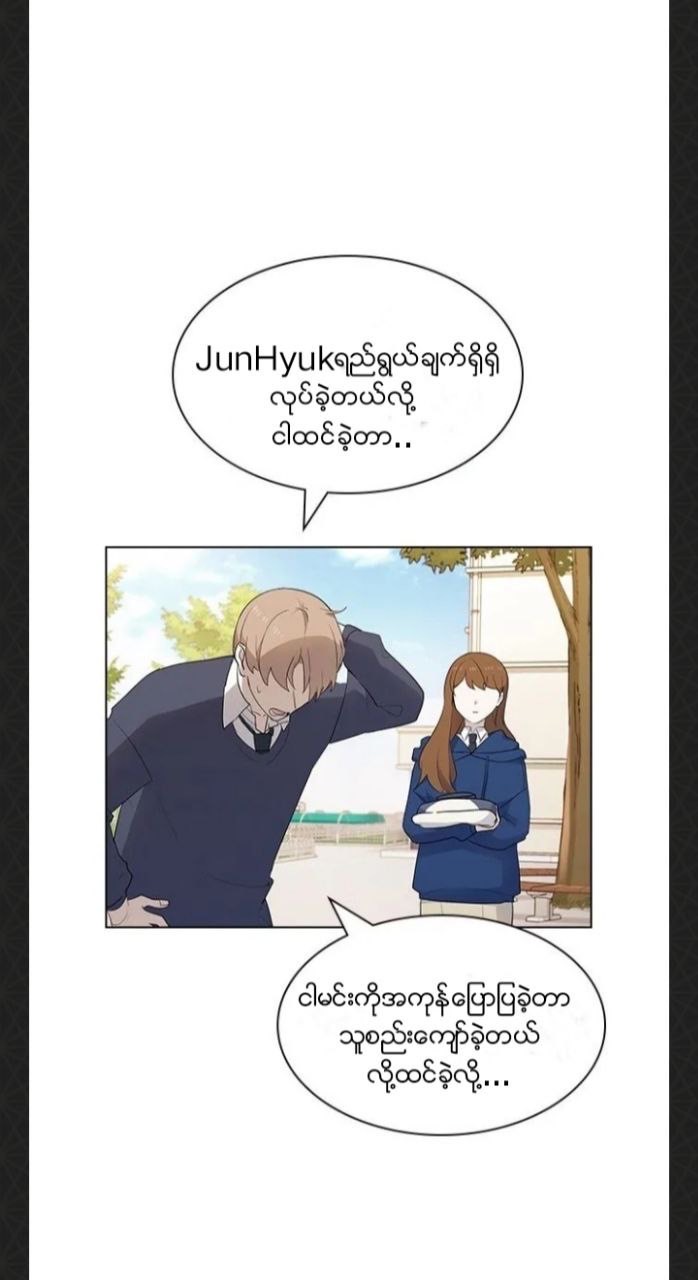 JunHyukရည်ရွယ်ချက်ရှိရှိ
လုပ်ခဲ့တယ်လို့
ငါထင်ခဲ့တာ..
ငါမင်းကိုအကုန်ပြောပြခဲ့တာ
သူစည်းကျော်ခဲ့တယ်
လို့ထင်ခဲ့လို့...